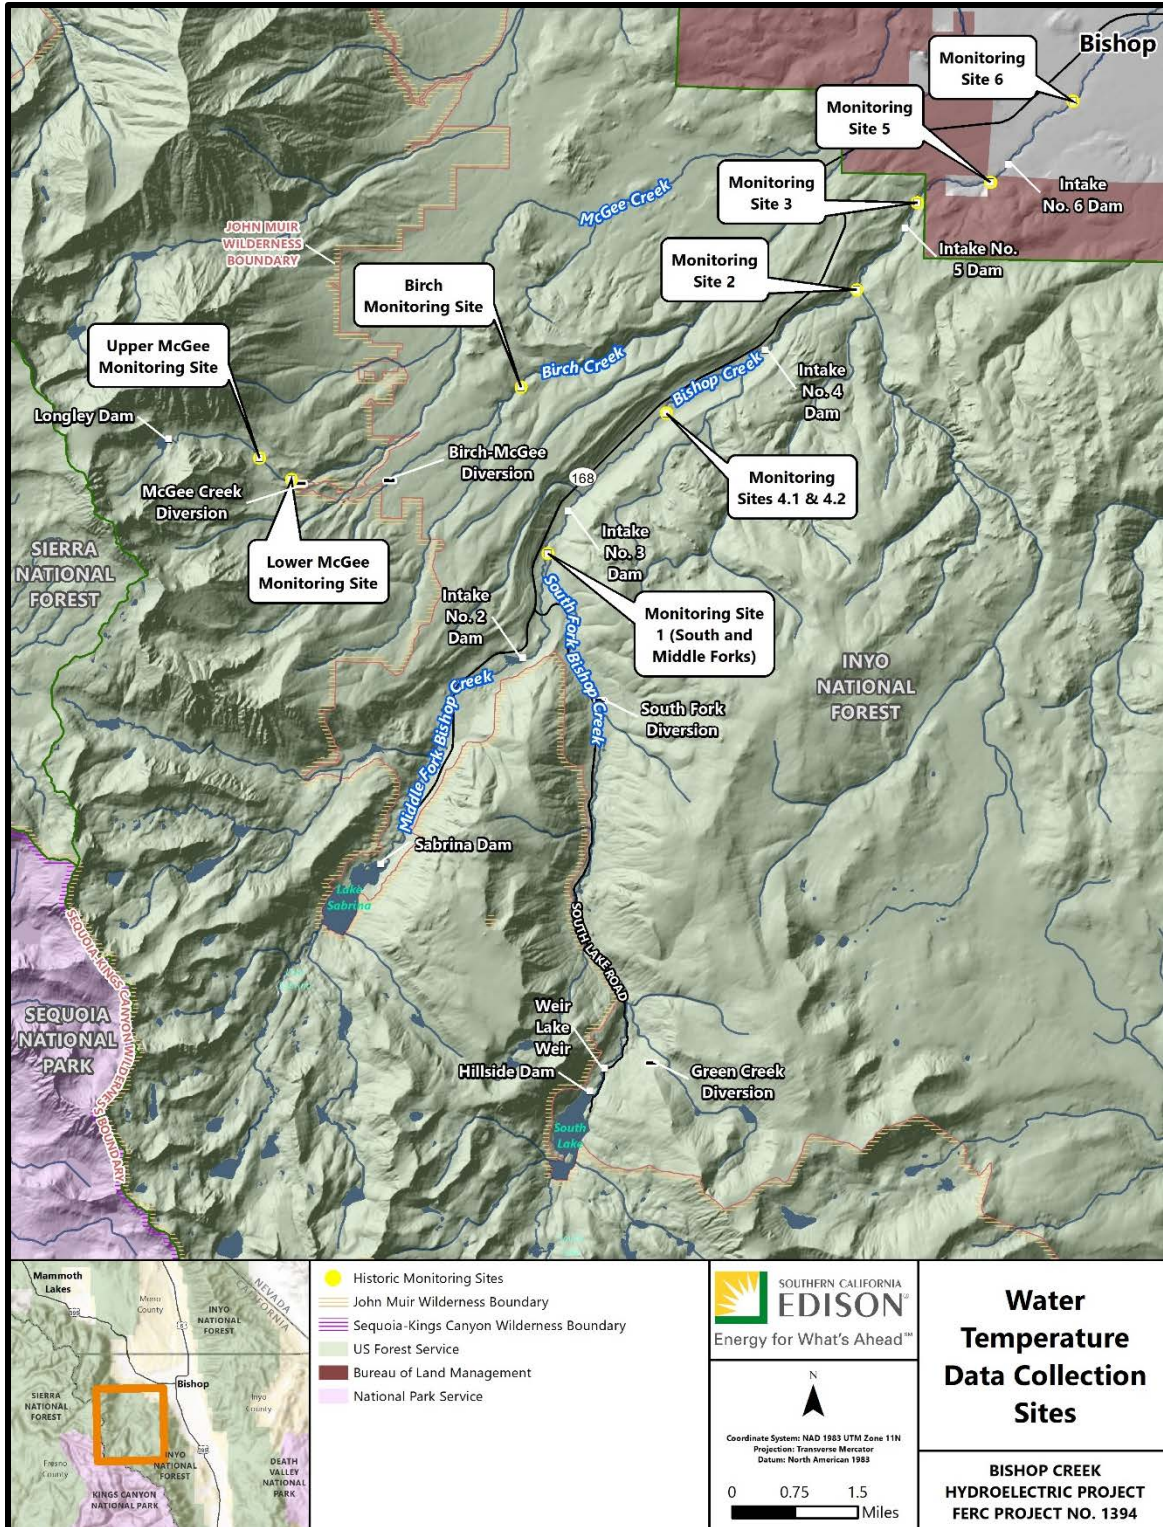 Bishop
Monitoring
Site 6
Monitoring
Site 5
Monitoring
Site 3
Intake
No. 6 Dam
McGee Creek
JOHN MUIR
WILDERNESS
BOUNDARY
Intake No.
5 Dam
Monitoring
Site 2
Birch
Monitoring Site
Upper McGee
Monitoring Site
Birch Creek
Bishop Creek
Intake
No. 4
Dam
Longley Dam
Birch-McGee
Diversion
168
Monitoring
Sites 4.1 & 4.2
McGee Creek
Diversion
Intake
No. 3
Dam
SIERRA
NATIONAL
FOREST
Lower McGee
Monitoring Site
Intake
No. 2
Dam
South Fork Bishop Creek
Monitoring Site
1 (South and
Middle Forks)
INYO
NATIONAL
FOREST
South Fork
Diversion
Middle Fork Bishop Creek
Sabrina Dam
Lake
Sabrina
SEQUOIA-KINGS CANYON WILDERNESS BOUNDARY
SOUTH LAKE ROAD
SEQUOIA
NATIONAL
PARK
Weir
Lake
Weir
Hillside Dam
Green Creek
Diversion
South
Lake
Mammoth
Lakes
395
Mono
County
6
INYO
NATIONAL
FOREST
NEVADA
CALIFORNIA
Bishop
SIERRA
NATIONAL
FOREST
Inyo
County
395
INYO
NATIONAL
FOREST
Fresno
County
KINGS CANYON
NATIONAL PARK
DEATH
VALLEY
NATIONAL
PARK
Historic Monitoring Sites
John Muir Wilderness Boundary
Sequoia-Kings Canyon Wilderness Boundary
US Forest Service
Bureau of Land Management
National Park Service
SOUTHERN CALIFORNIA
EDISON®
Energy for What's Ahead℠
N
Coordinate System: NAD 1983 UTM Zone 11N
Projection: Transverse Mercator
Datum: North American 1983
0 0.75 1.5
Miles
Water
Temperature
Data Collection
Sites
BISHOP CREEK
HYDROELECTRIC PROJECT
FERC PROJECT NO. 1394